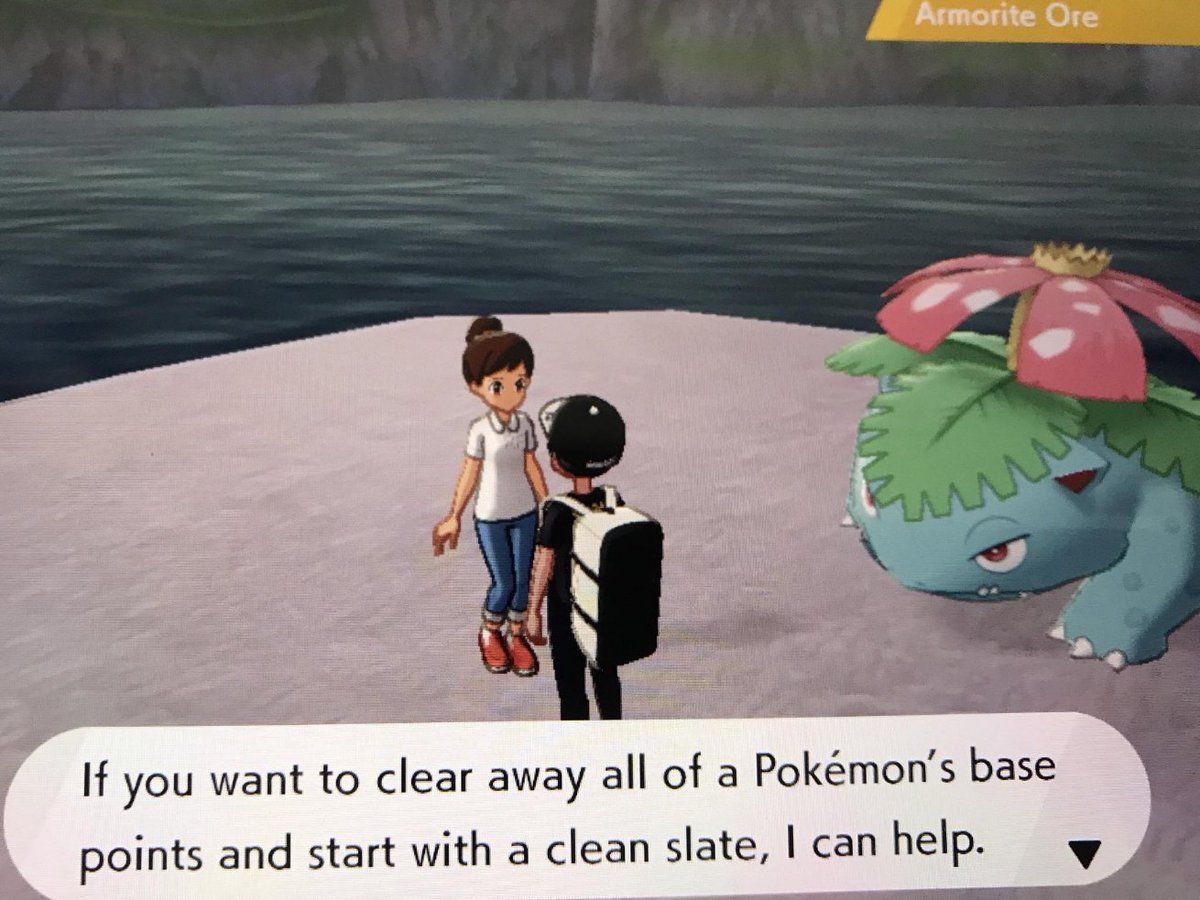 Armorite Ore
If you want to clear away all of a Pokémon's base
points and start with a clean slate, I can help.